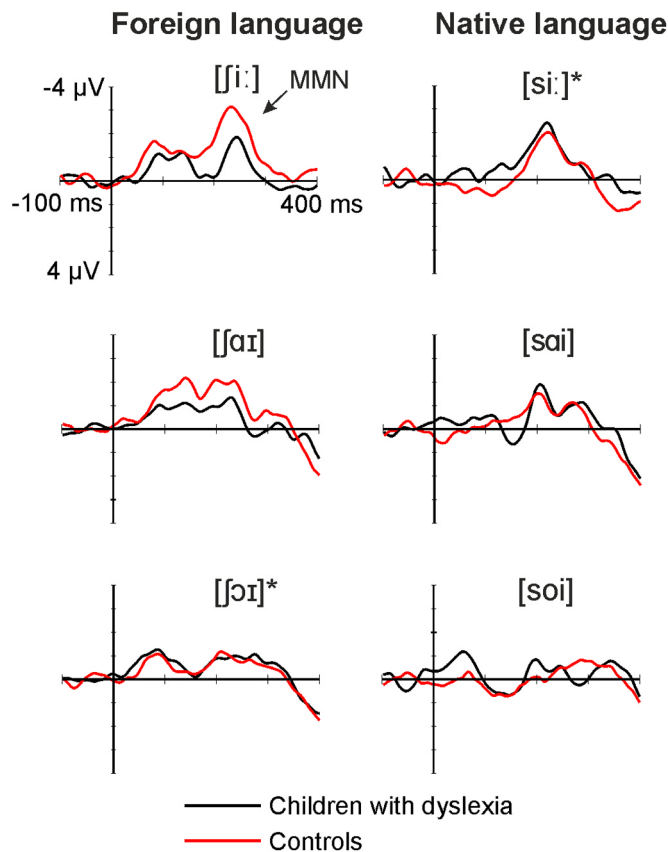 Foreign language Native language
-4 µV [ʃiː] MMN [siː]*
-100 ms 400 ms
4 µV
[ʃɑɪ] [sɑi]
[ʃɔɪ]* [soi]
Children with dyslexia
Controls